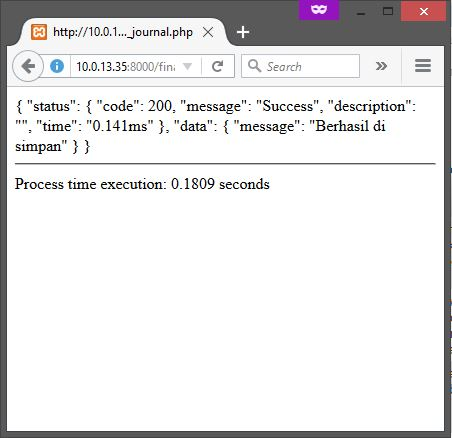 http://10.0.1..._journal.php
10.0.13.35:8000/fina
Search
{ "status": { "code": 200, "message": "Success", "description":
"", "time": "0.141ms" }, "data": { "message": "Berhasil di
simpan" } }
Process time execution: 0.1809 seconds